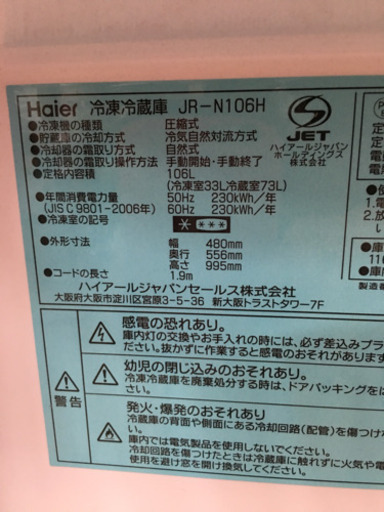 Haier 冷凍冷蔵庫 JR-N106H
●冷凍機の種類 圧縮式
●貯蔵庫の冷却方式 冷気自然対流方式
●冷却器の霜取り方式 自然式
●冷却器の霜取り操作方法 手動開始・手動終了
●定格内容積 106L
(冷凍室33L冷蔵室73L)
●年間消費電力量 50Hz 230kWh/年
(JIS C 9801-2006年) 60Hz 230kWh/年
●冷凍室の記号
●外形寸法 幅 480mm
奥行 556mm
高さ 995mm
●コードの長さ 1.9m
ハイアールジャパンセールス株式会社
大阪府大阪市淀川区宮原3-5-36 新大阪トラストタワー7F
S
JET
ハイアールジャパン
ホールディングス
株式会社
警告
感電の恐れあり。
庫内灯の交換やお手入れの時には、必ず差込みプラ
ださい。抜かずに作業すると感電のおそれがあります
幼児の閉じ込みのおそれあり。
冷凍冷蔵庫を廃棄処分する時は、ドアパッキングをは
発火・爆発のおそれあり
冷蔵庫の背面や側面にある冷却回路(配管)を傷つけな
庫内では電気製品を使用しないでください。
冷却回路を傷つけたときは冷蔵庫に触れずに火気や電
使用を避け窓を開け換気してください。